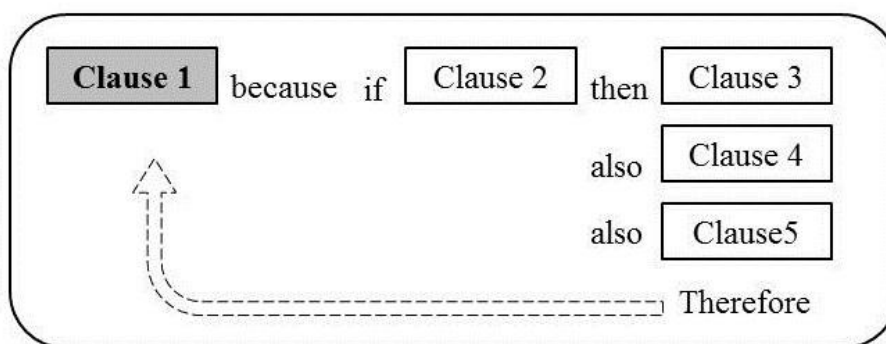 Clause 1 because if Clause 2 then Clause 3
also Clause 4
also Clause5
Therefore